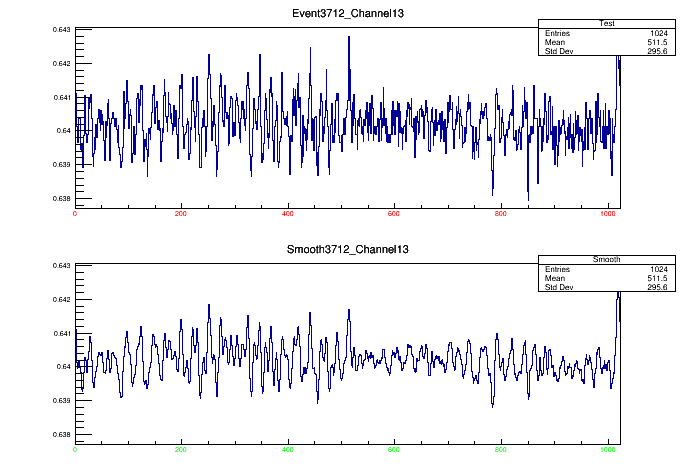 Event3712_Channel13
Test
Entries 1024
Mean 511.5
Std Dev 295.6
0.643
0.642
0.641
0.64
0.639
0.638
0 200 400 600 800 1000
Smooth3712_Channel13
Smooth
Entries 1024
Mean 511.5
Std Dev 295.6
0.643
0.642
0.641
0.64
0.639
0.638
0 200 400 600 800 1000